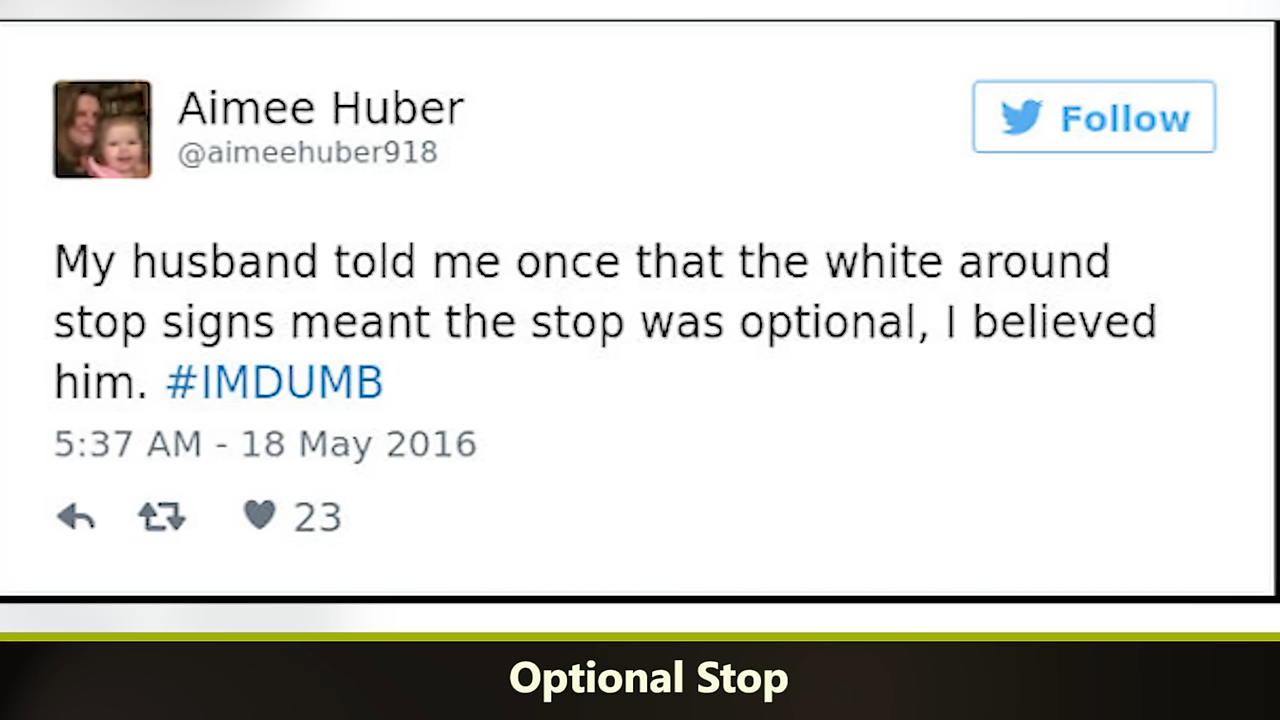 Aimee Huber
@aimeehuber918
Follow
My husband told me once that the white around
stop signs meant the stop was optional, I believed
him. #IMDUMB
5:37 AM - 18 May 2016
23
Optional Stop